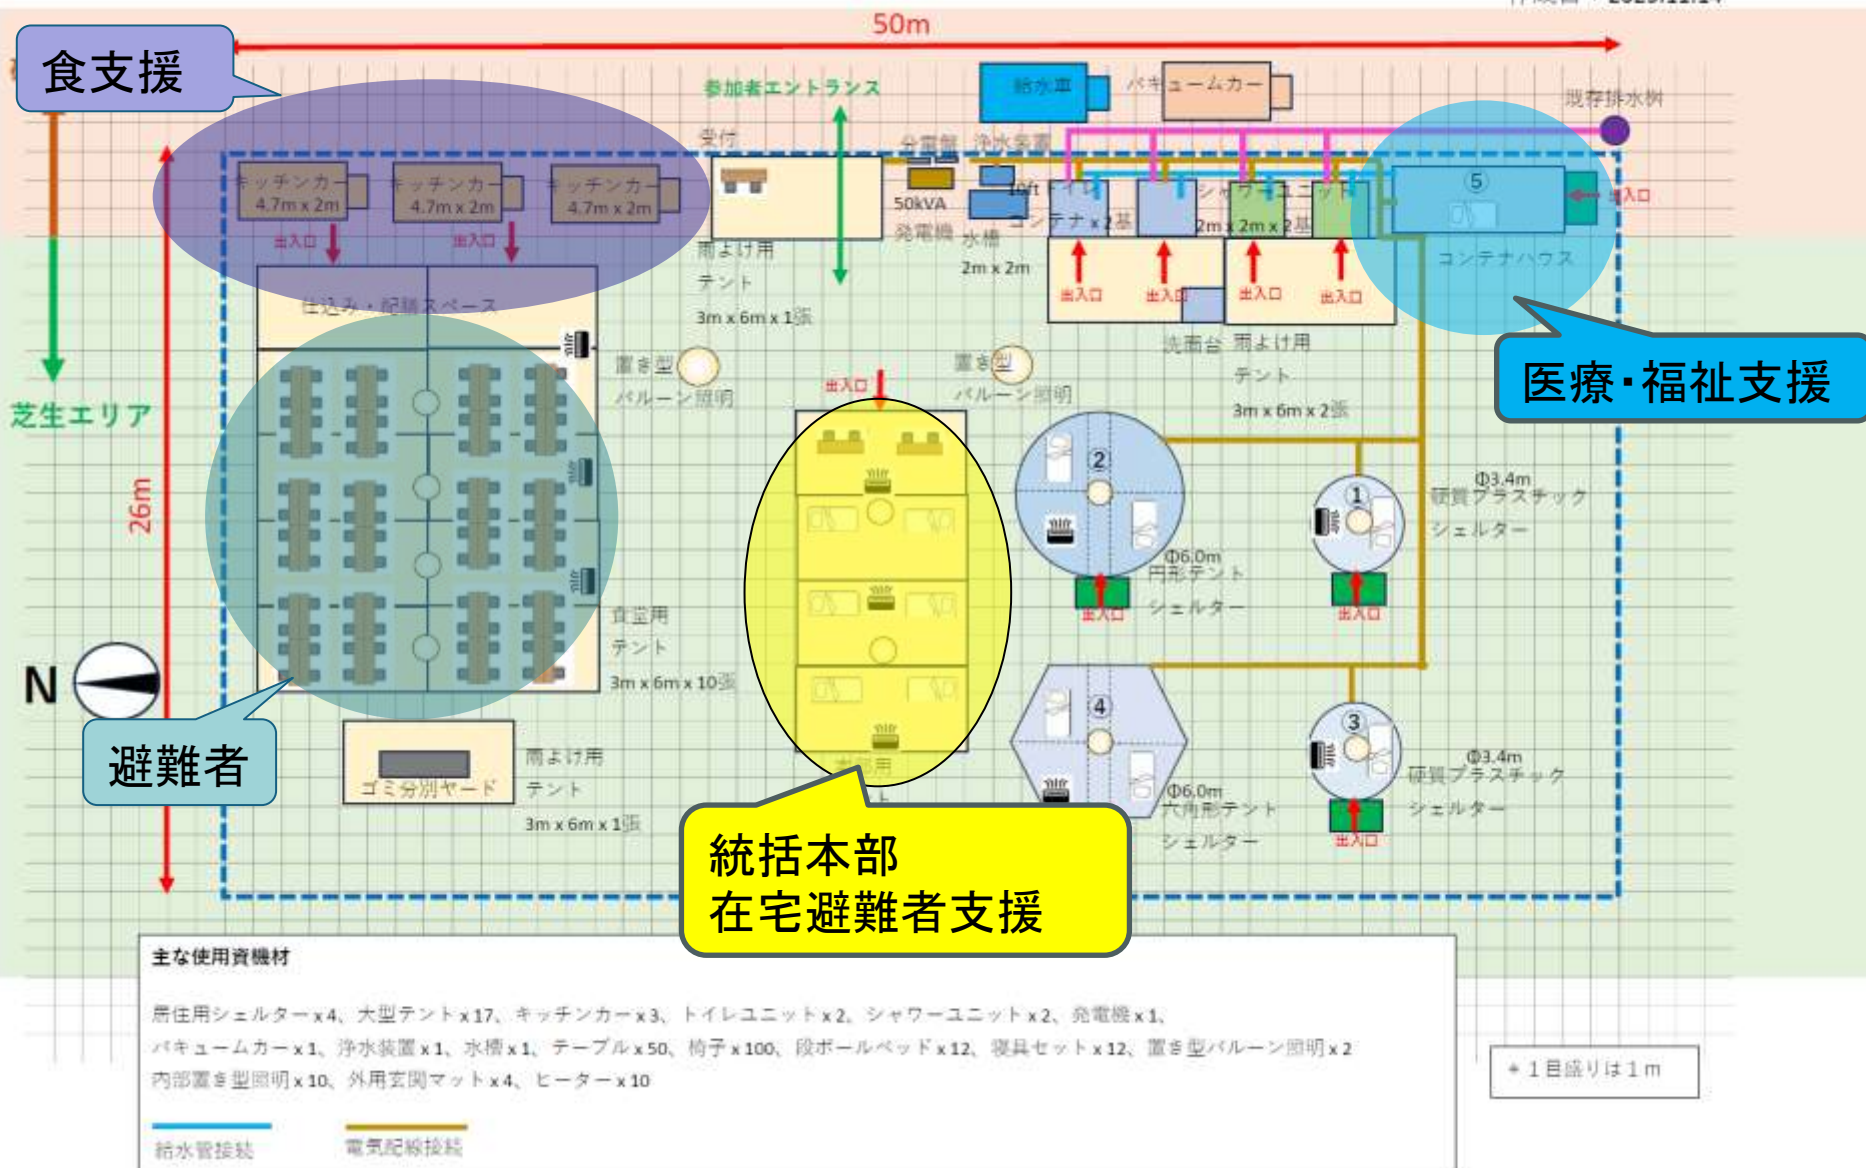 50m
食支援
参加者エントランス
給水車
バキュームカー
既存排水桝
受付
分電盤
浄水装置
キッチンカー
4.7m x 2m
キッチンカー
4.7m x 2m
キッチンカー
4.7m x 2m
50kVA
発電機
水槽
2m x 2m
10ft トイレ
コンテナ x 2基
シャワーユニット
2m x 2m x 2基
⑤
出入口
コンテナハウス
出入口
出入口
雨よけ用
テント
3m x 6m x 1張
出入口
出入口
出入口
出入口
仕込み・配膳スペース
洗面台
雨よけ用
テント
3m x 6m x 2張
医療・福祉支援
置き型
バルーン照明
置き型
バルーン照明
出入口
芝生エリア
26m
②
Φ6.0m
円形テント
シェルター
出入口
①
Φ3.4m
硬質プラスチック
シェルター
出入口
食堂用
テント
3m x 6m x 10張
N
避難者
ゴミ分別ヤード
雨よけ用
テント
3m x 6m x 1張
④
Φ6.0m
六角形テント
シェルター
③
Φ3.4m
硬質プラスチック
シェルター
出入口
統括本部
在宅避難者支援
主な使用資機材
居住用シェルター x 4、大型テント x 17、キッチンカー x 3、トイレユニット x 2、シャワーユニット x 2、発電機 x 1、
バキュームカー x 1、浄水装置 x 1、水槽 x 1、テーブル x 50、椅子 x 100、段ボールベッド x 12、寝具セット x 12、置き型バルーン照明 x 2
内部置き型照明 x 10、外用玄関マット x 4、ヒーター x 10
給水管接続
電気配線接続
* 1目盛りは1m